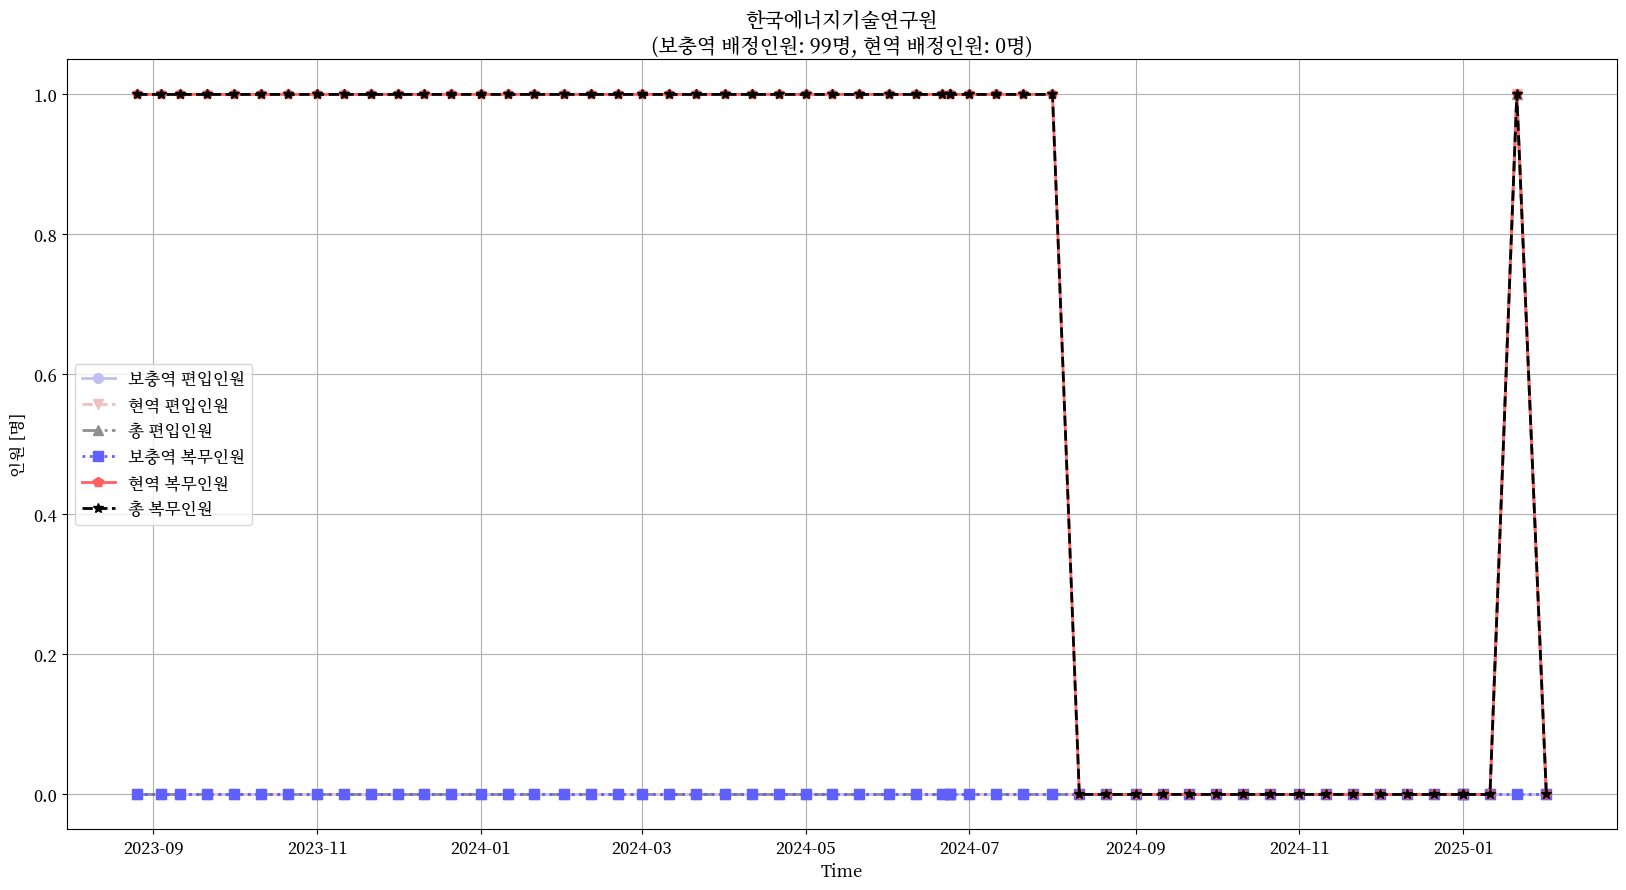 한국에너지기술연구원
(보충역 배정인원: 99명, 현역 배정인원: 0명)
1.0
0.8
0.6
0.4
0.2
0.0
인원 [명]
보충역 편입인원
현역 편입인원
총 편입인원
보충역 복무인원
현역 복무인원
총 복무인원
2023-09
2023-11
2024-01
2024-03
2024-05
2024-07
2024-09
2024-11
2025-01
Time